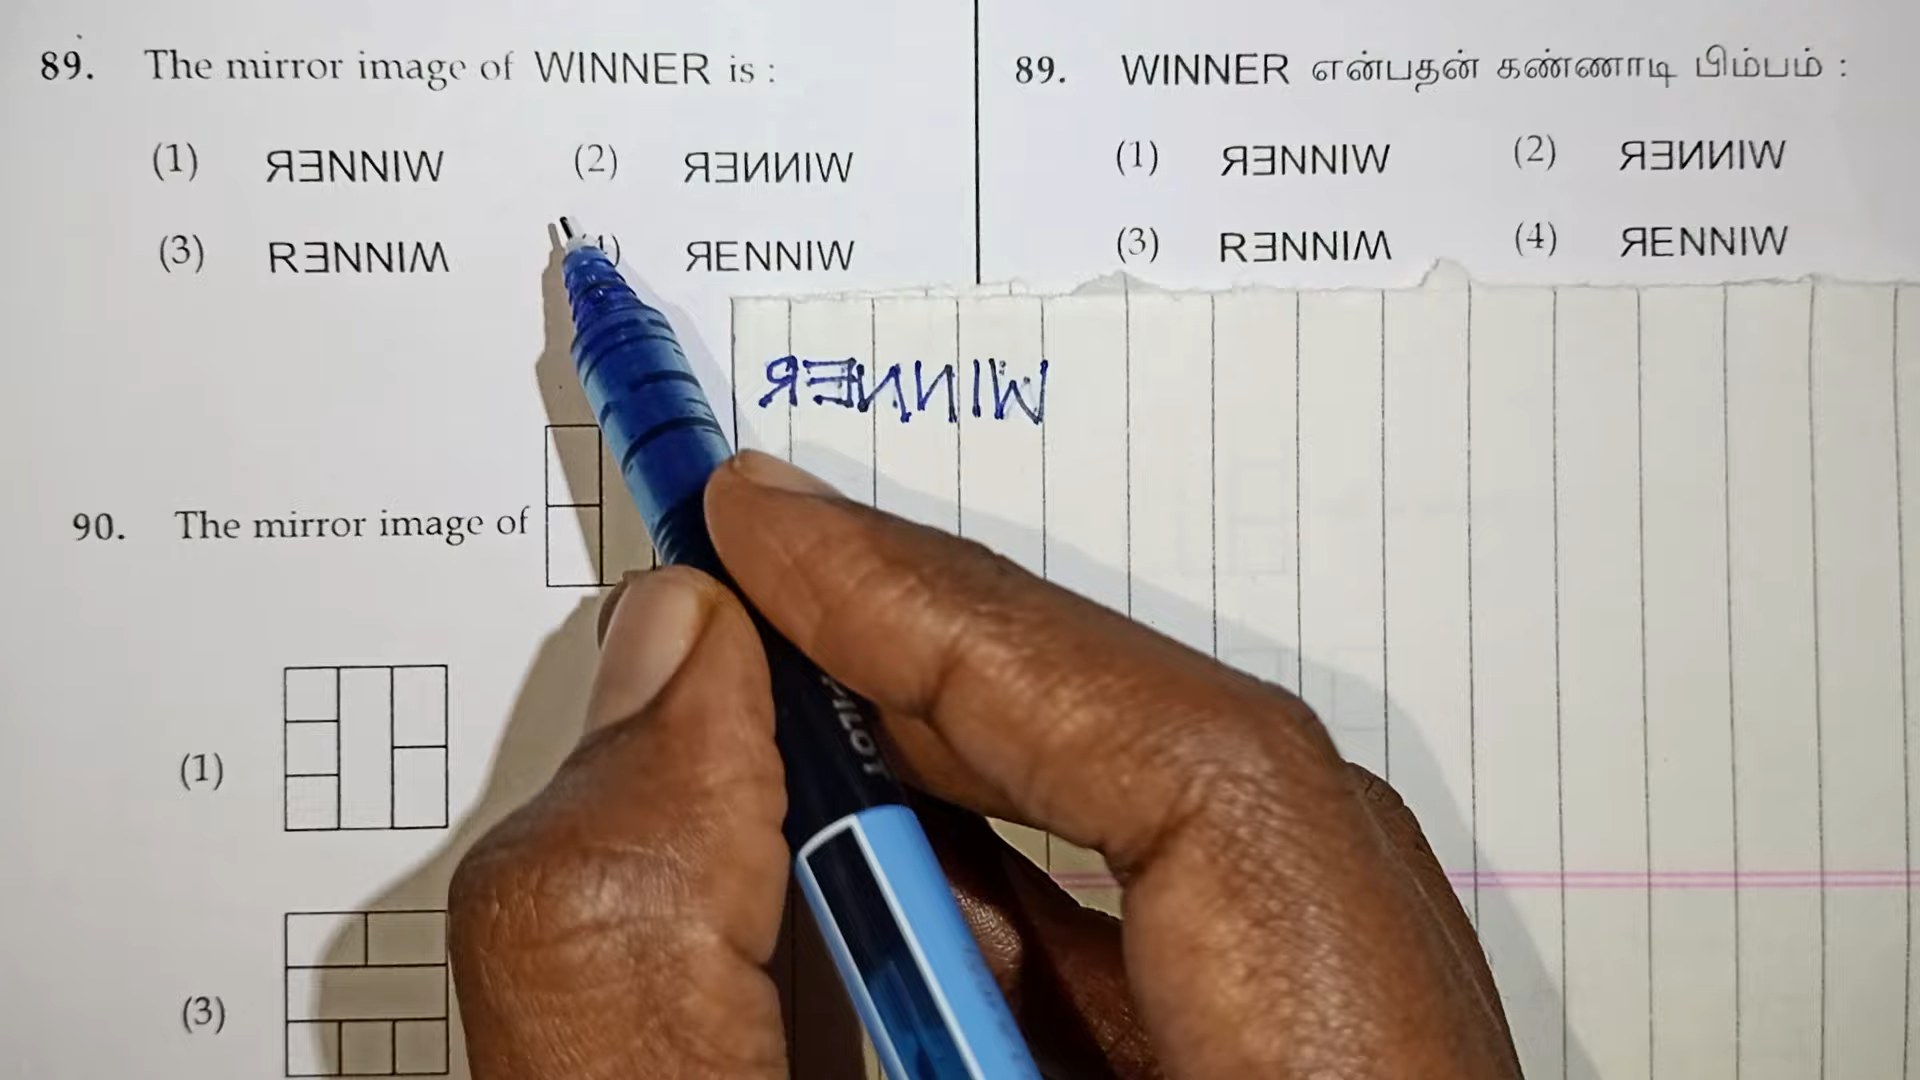 89. The mirror image of WINNER is :
(1) ЯƎNNIW (2) ЯƎИИIW
(3) RƎNNIM (4) ЯENNIW
89. WINNER என்பதன் கண்ணாடி பிம்பம் :
(1) ЯƎNNIW (2) ЯƎИИIW
(3) RƎNNIM (4) ЯENNIW
ЯƎИИIW
90. The mirror image of
(1)
(3)
PILOT